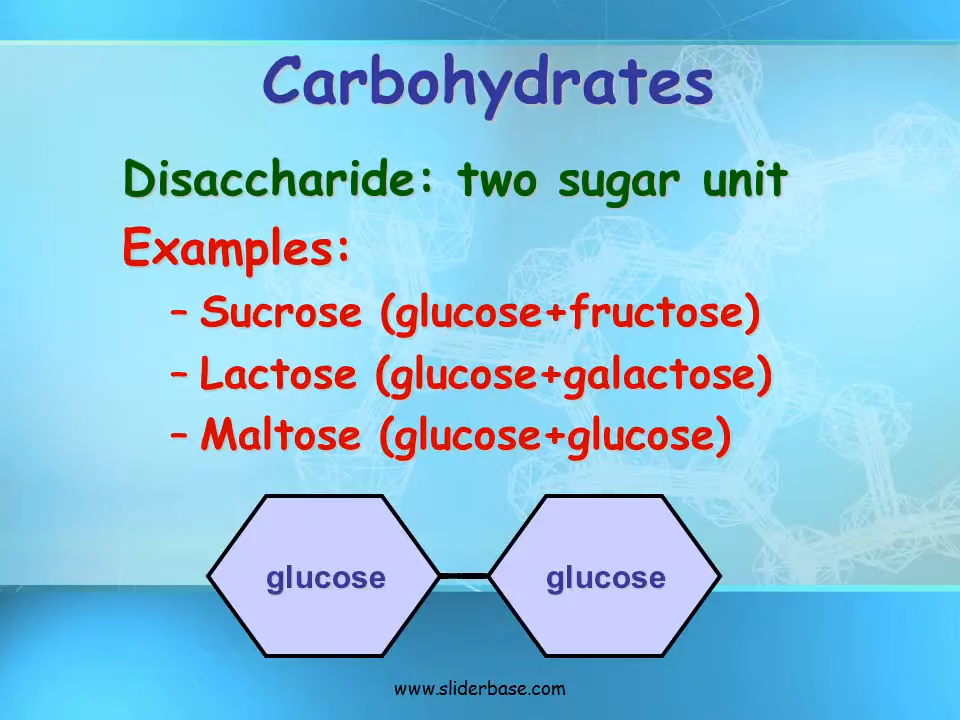 Carbohydrates
Disaccharide: two sugar unit
Examples:
– Sucrose (glucose+fructose)
– Lactose (glucose+galactose)
– Maltose (glucose+glucose)
glucose glucose
www.sliderbase.com